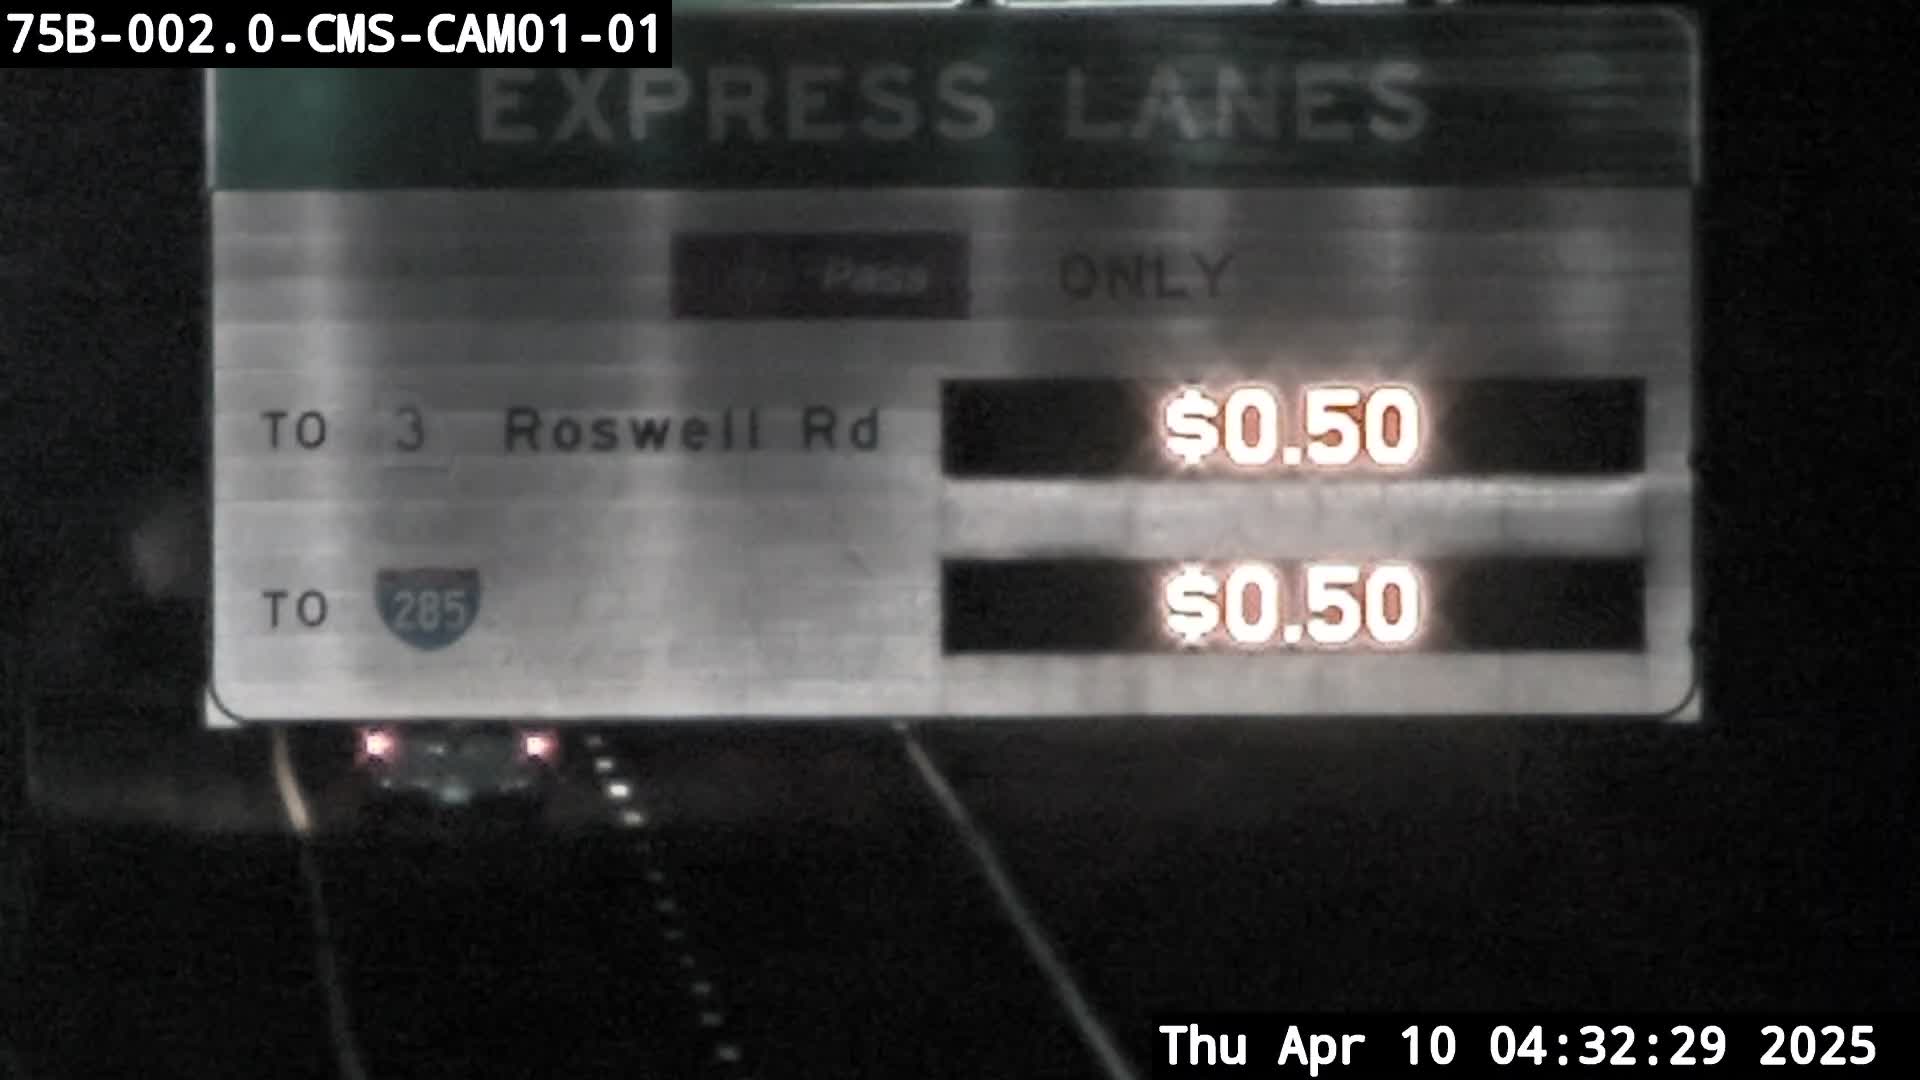 75B-002.0-CMS-CAM01-01
EXPRESS LANES
Pass ONLY
TO 3 Roswell Rd $0.50
TO 285 $0.50
Thu Apr 10 04:32:29 2025